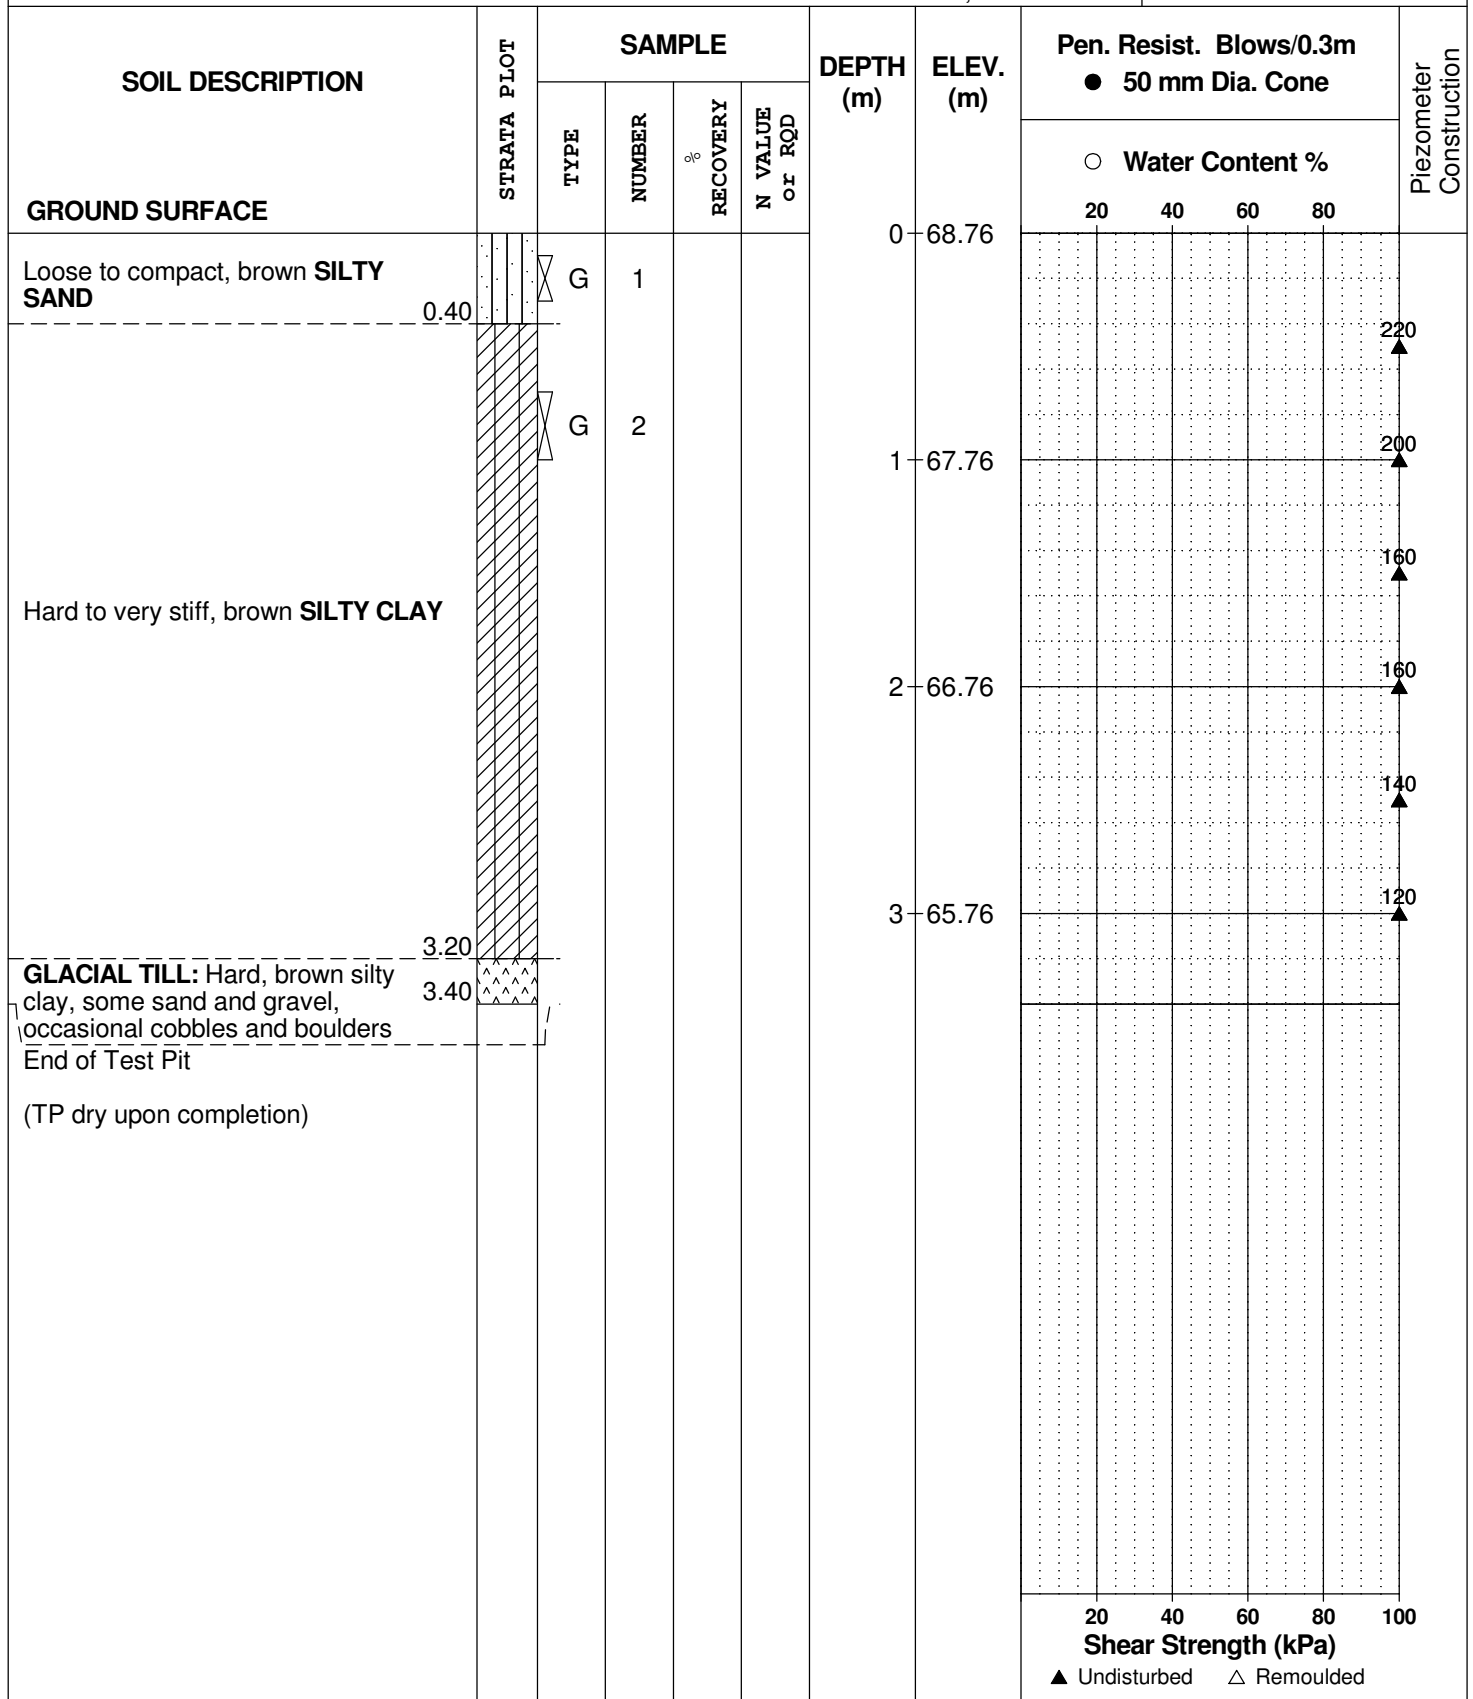 SOIL DESCRIPTION
GROUND SURFACE
STRATA PLOT
SAMPLE
TYPE
NUMBER
%
RECOVERY
N VALUE
or RQD
DEPTH
(m)
ELEV.
(m)
Pen. Resist. Blows/0.3m
● 50 mm Dia. Cone
○ Water Content %
20 40 60 80
Piezometer
Construction
0 68.76
Loose to compact, brown SILTY
SAND
0.40
G 1
220
G 2
200
1 67.76
160
Hard to very stiff, brown SILTY CLAY
160
2 66.76
140
120
3 65.76
3.20
GLACIAL TILL: Hard, brown silty
clay, some sand and gravel,
occasional cobbles and boulders
3.40
End of Test Pit
(TP dry upon completion)
20 40 60 80 100
Shear Strength (kPa)
▲ Undisturbed △ Remoulded